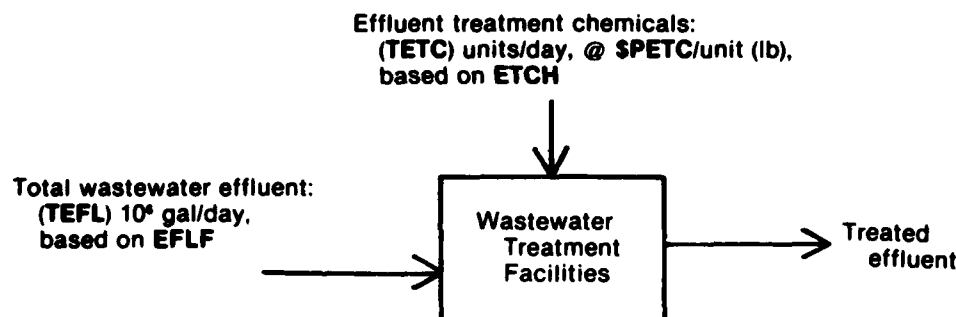 Effluent treatment chemicals:
(TETC) units/day, @ $PETC/unit (lb),
based on ETCH
Total wastewater effluent:
(TEFL) 10⁶ gal/day,
based on EFLF
Wastewater
Treatment
Facilities
Treated
effluent